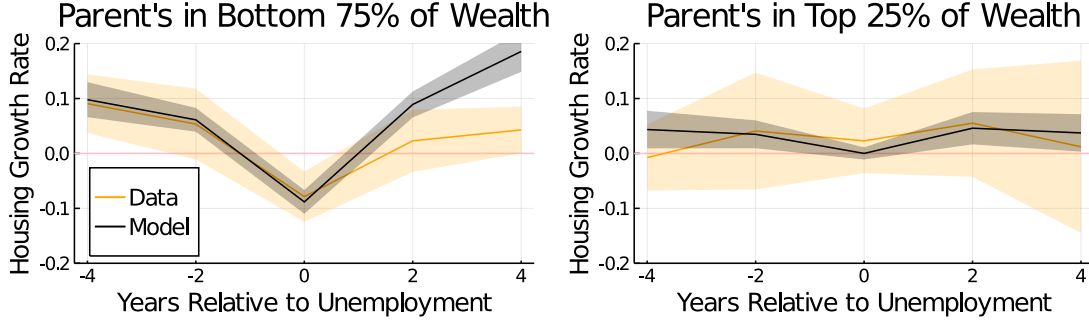 Parent's in Bottom 75% of Wealth
Housing Growth Rate
0.2
0.1
0.0
-0.1
-0.2
Data
Model
-4
-2
0
2
4
Years Relative to Unemployment
Parent's in Top 25% of Wealth
Housing Growth Rate
0.2
0.1
0.0
-0.1
-0.2
-4
-2
0
2
4
Years Relative to Unemployment